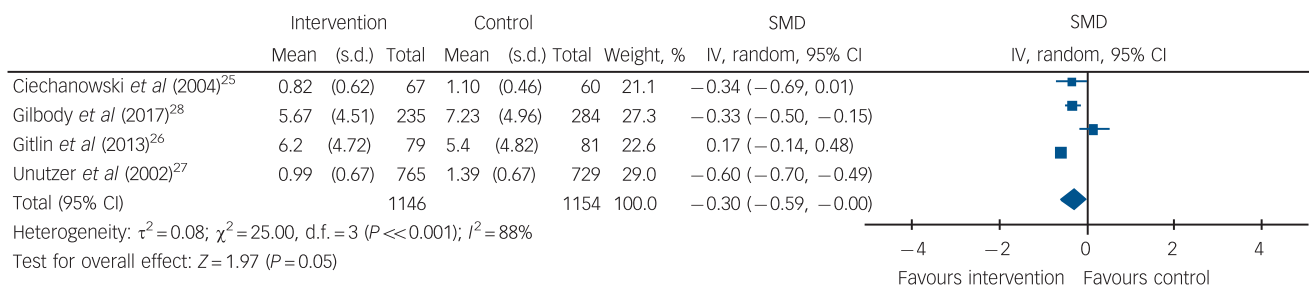 Intervention Control SMD SMD
Mean (s.d.) Total Mean (s.d.) Total Weight, % IV, random, 95% CI IV, random, 95% CI
Ciechanowski et al (2004)25 0.82 (0.62) 67 1.10 (0.46) 60 21.1 −0.34 (−0.69, 0.01)
Gilbody et al (2017)28 5.67 (4.51) 235 7.23 (4.96) 284 27.3 −0.33 (−0.50, −0.15)
Gitlin et al (2013)26 6.2 (4.72) 79 5.4 (4.82) 81 22.6 0.17 (−0.14, 0.48)
Unutzer et al (2002)27 0.99 (0.67) 765 1.39 (0.67) 729 29.0 −0.60 (−0.70, −0.49)
Total (95% CI) 1146 1154 100.0 −0.30 (−0.59, −0.00)
Heterogeneity: τ2=0.08; χ2=25.00, d.f.=3 (P<<0.001); I2=88%
Test for overall effect: Z=1.97 (P=0.05)
−4 −2 0 2 4
Favours intervention Favours control